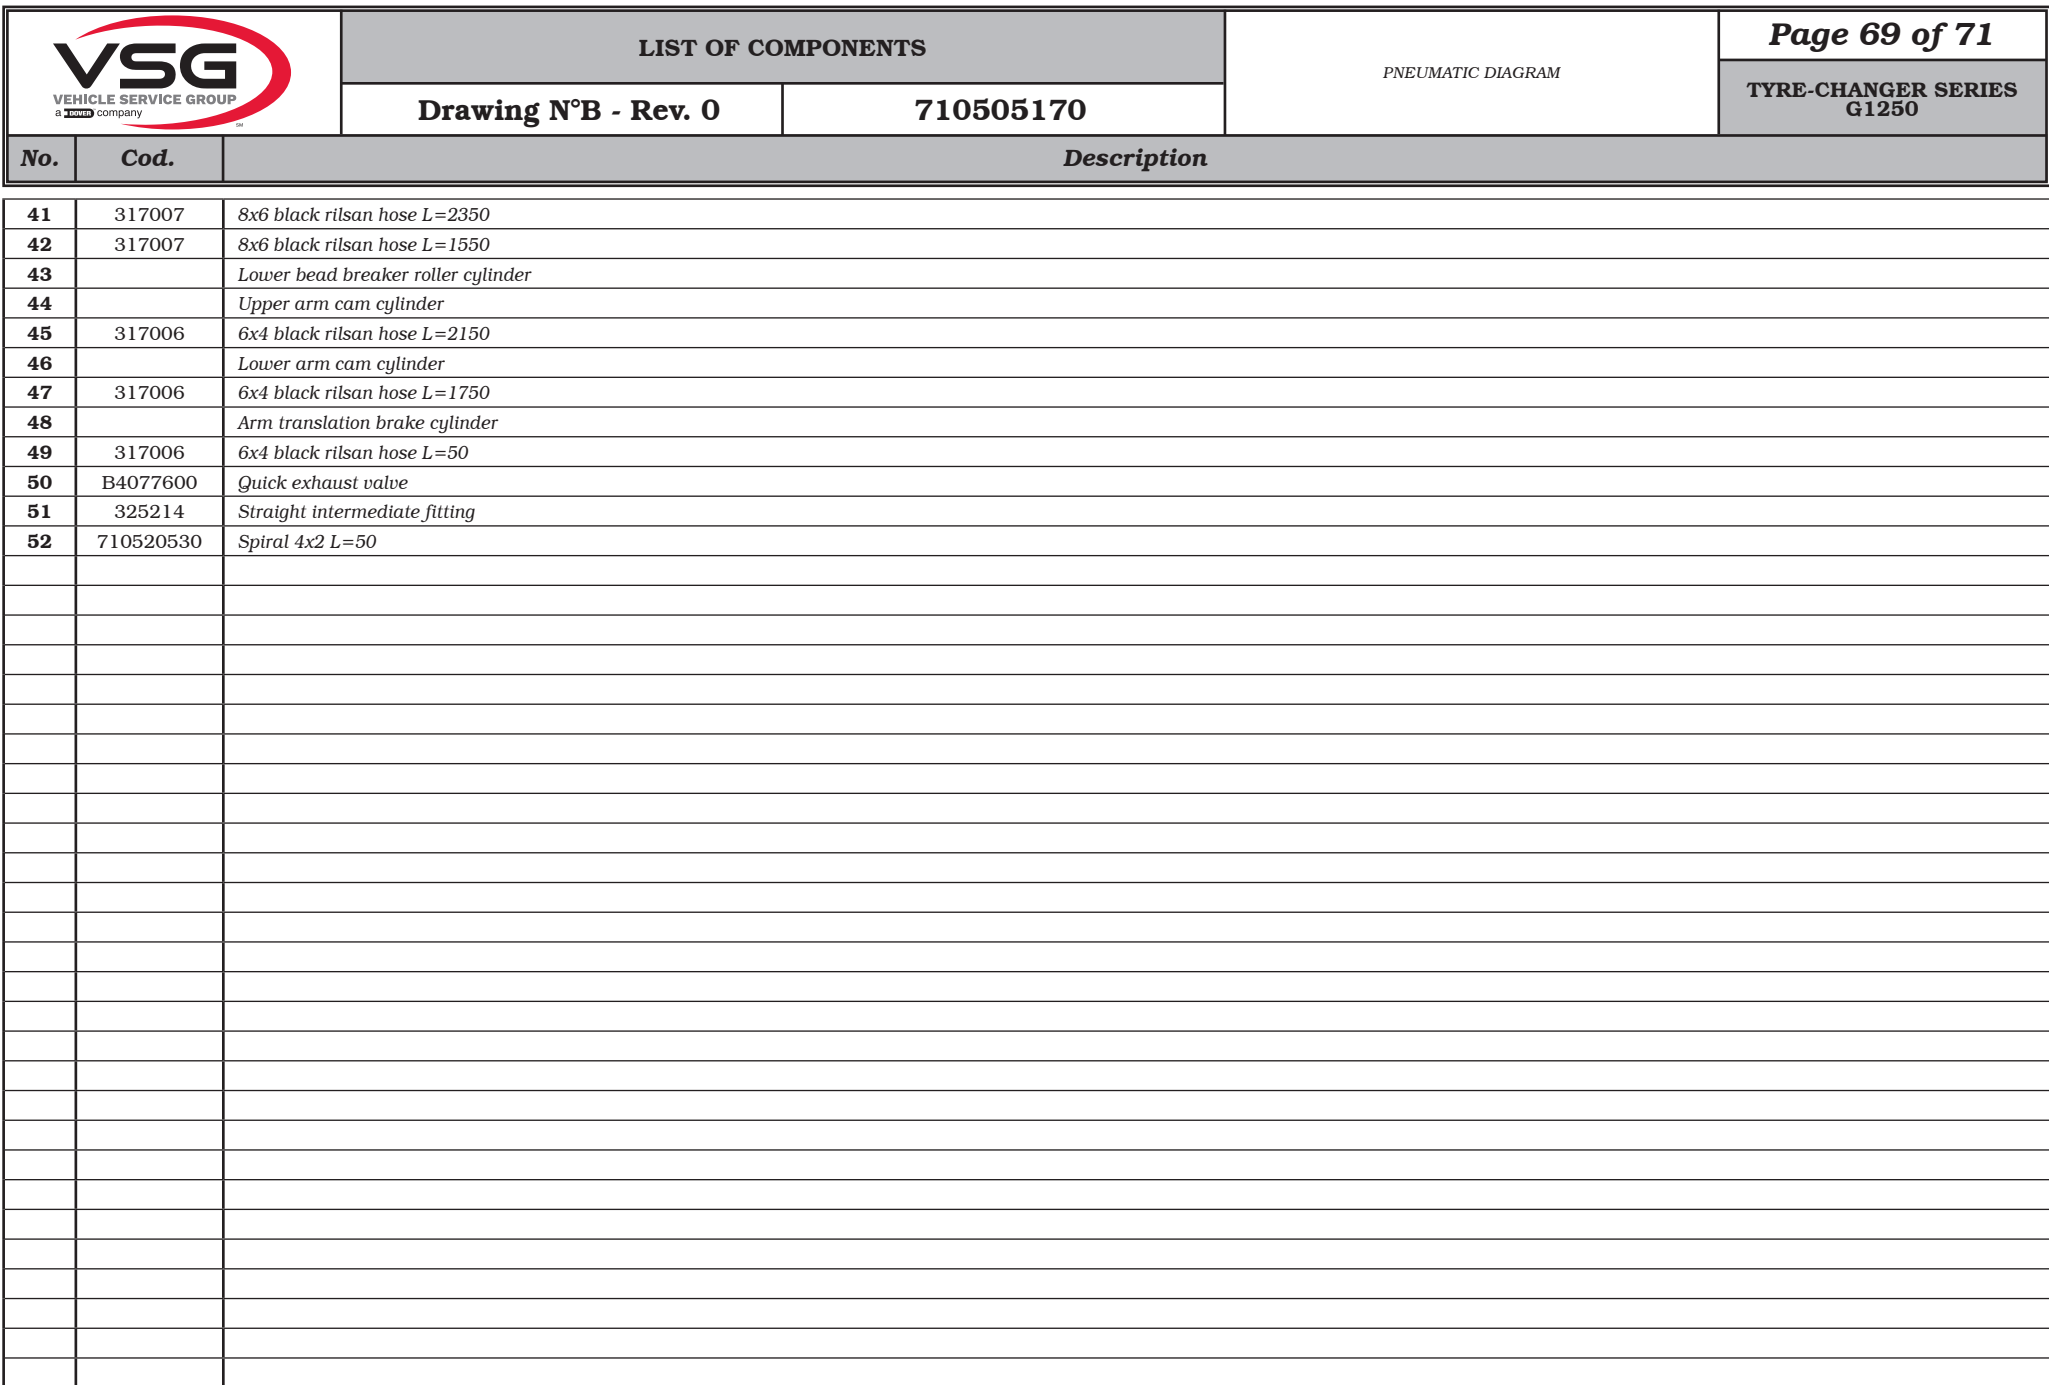 VSG
VEHICLE SERVICE GROUP
a DOVER company
SM
LIST OF COMPONENTS
Drawing N°B - Rev. 0 710505170
PNEUMATIC DIAGRAM
Page 69 of 71
TYRE-CHANGER SERIES
G1250
No. Cod. Description
41 317007 8x6 black rilsan hose L=2350
42 317007 8x6 black rilsan hose L=1550
43 Lower bead breaker roller cylinder
44 Upper arm cam cylinder
45 317006 6x4 black rilsan hose L=2150
46 Lower arm cam cylinder
47 317006 6x4 black rilsan hose L=1750
48 Arm translation brake cylinder
49 317006 6x4 black rilsan hose L=50
50 B4077600 Quick exhaust valve
51 325214 Straight intermediate fitting
52 710520530 Spiral 4x2 L=50